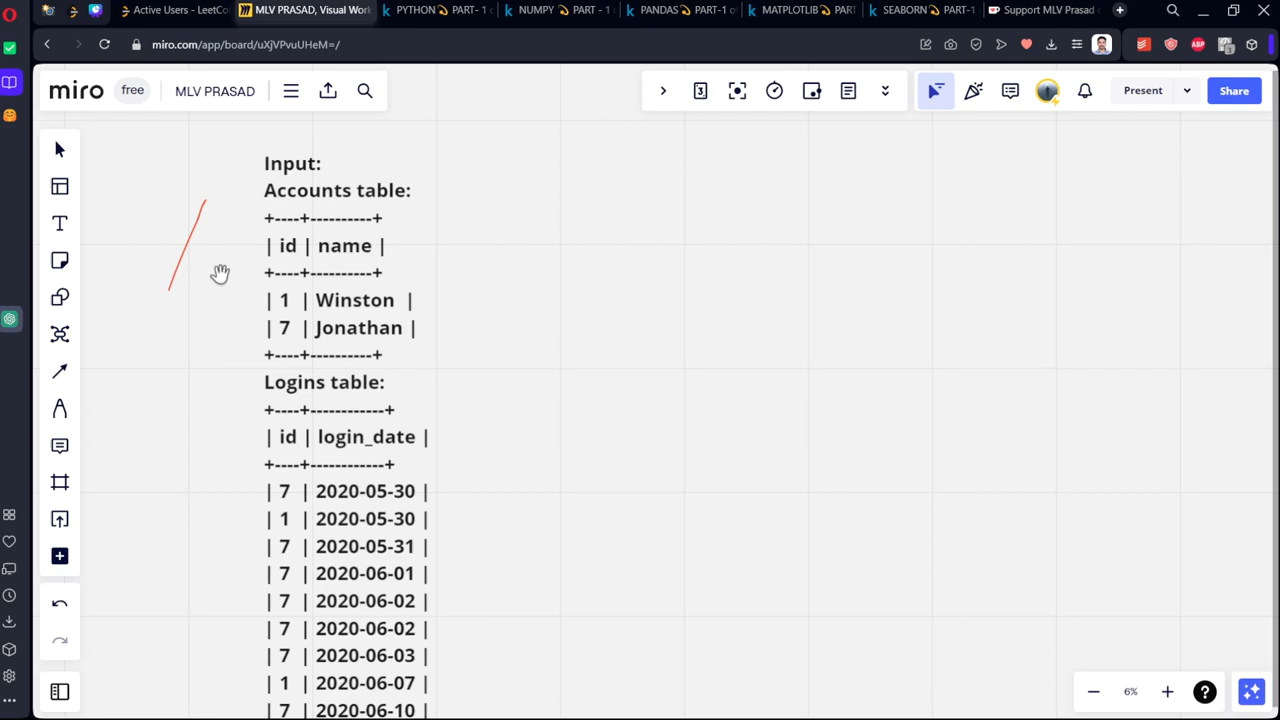 Active Users - LeetCo
MLV PRASAD, Visual Work
PYTHON PART- 1
NUMPY PART - 1
PANDAS PART-1 of
MATPLOTLIB PART
SEABORN PART-1
Support MLV Prasad
miro.com/app/board/uXjVPvuUHeM=/
ABP
miro free MLV PRASAD
3
Present
Share
Input:
Accounts table:
+----+----------+
| id | name |
+----+----------+
| 1 | Winston |
| 7 | Jonathan |
+----+----------+
Logins table:
+----+------------+
| id | login_date |
+----+------------+
| 7 | 2020-05-30 |
| 1 | 2020-05-30 |
| 7 | 2020-05-31 |
| 7 | 2020-06-01 |
| 7 | 2020-06-02 |
| 7 | 2020-06-02 |
| 7 | 2020-06-03 |
| 1 | 2020-06-07 |
| 7 | 2020-06-10 |
6%